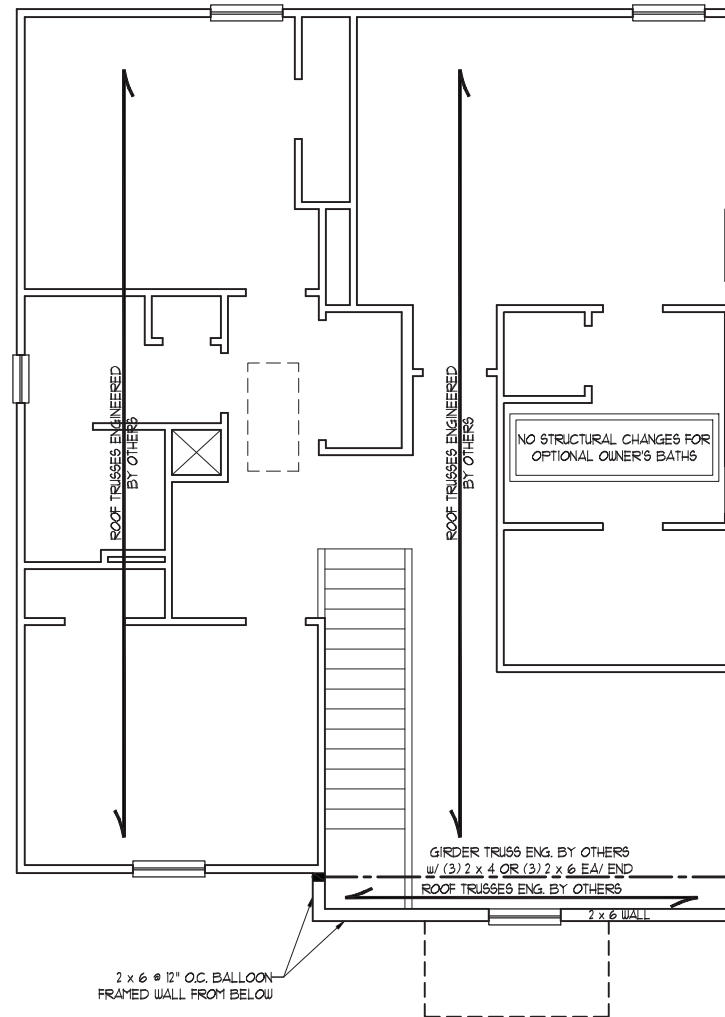 ROOF TRUSSES ENGINEERED
BY OTHERS
ROOF TRUSSES ENGINEERED
BY OTHERS
NO STRUCTURAL CHANGES FOR
OPTIONAL OWNER'S BATHS
GIRDER TRUSS ENG. BY OTHERS
w/ (3) 2 x 4 OR (3) 2 x 6 EA/ END
ROOF TRUSSES ENG. BY OTHERS
2 x 6 WALL
2 x 6 @ 12" O.C. BALLOON
FRAMED WALL FROM BELOW